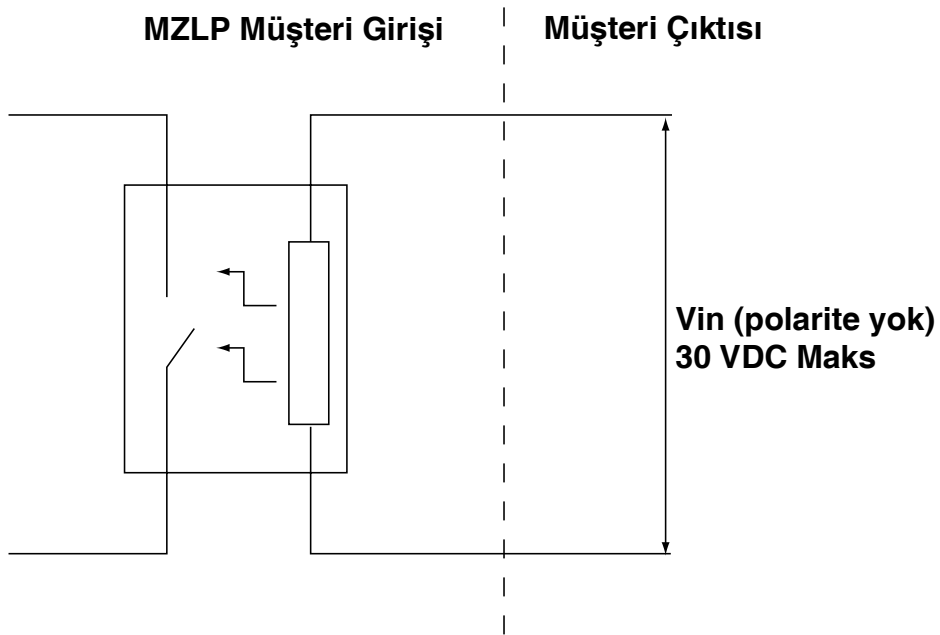 MZLP Müşteri Girişi
Müşteri Çıktısı
Vin (polarite yok)
30 VDC Maks